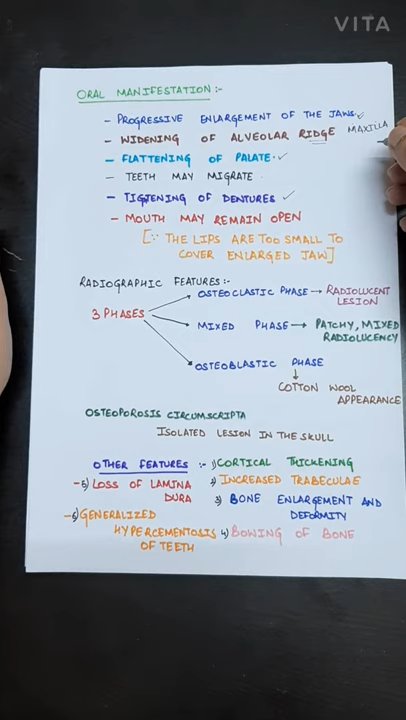 VITA
ORAL MANIFESTATION :-
- PROGRESSIVE ENLARGEMENT OF THE JAWS.
- WIDENING OF ALVEOLAR RIDGE MAXILLA
- FLATTENING OF PALATE.
- TEETH MAY MIGRATE
- TIGTENING OF DENTURES
- MOUTH MAY REMAIN OPEN
[∵ THE LIPS ARE TOO SMALL TO
COVER ENLARGED JAW]
RADIOGRAPHIC FEATURES :-
3 PHASES
OSTEOCLASTIC PHASE → RADIOLUCENT
LESION
MIXED PHASE → PATCHY, MIXED
RADIOLUCENCY
OSTEOBLASTIC PHASE
↓
COTTON WOOL
APPEARANCE
OSTEOPOROSIS CIRCUMSCRIPTA
ISOLATED LESION IN THE SKULL
OTHER FEATURES :- 1) CORTICAL THICKENING
2) INCREASED TRABECULAE
3) BONE ENLARGEMENT AND
DEFORMITY
4) BOWING OF BONE
- 5) LOSS OF LAMINA
DURA
- 6) GENERALIZED
HYPERCEMENTOSIS
OF TEETH